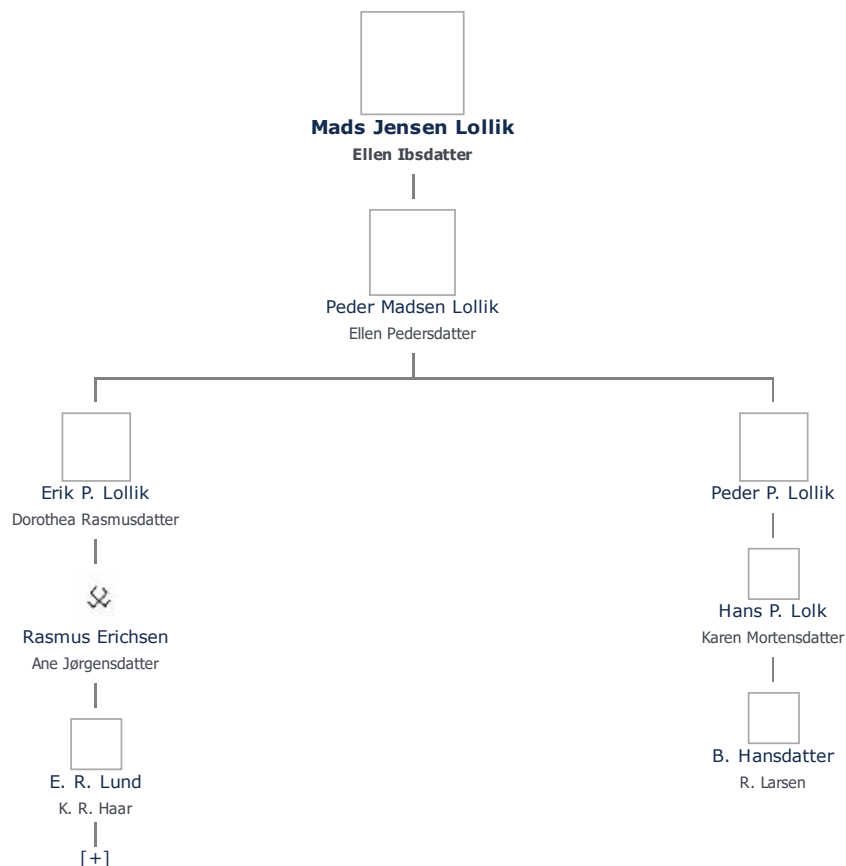 Mads Jensen Lollik
Ellen Ibsdatter
Peder Madsen Lollik
Ellen Pedersdatter
Erik P. Lollik
Dorothea Rasmusdatter
Peder P. Lollik
Hans P. Lolk
Karen Mortensdatter
Rasmus Erichsen
Ane Jørgensdatter
B. Hansdatter
R. Larsen
E. R. Lund
K. R. Haar
[+]